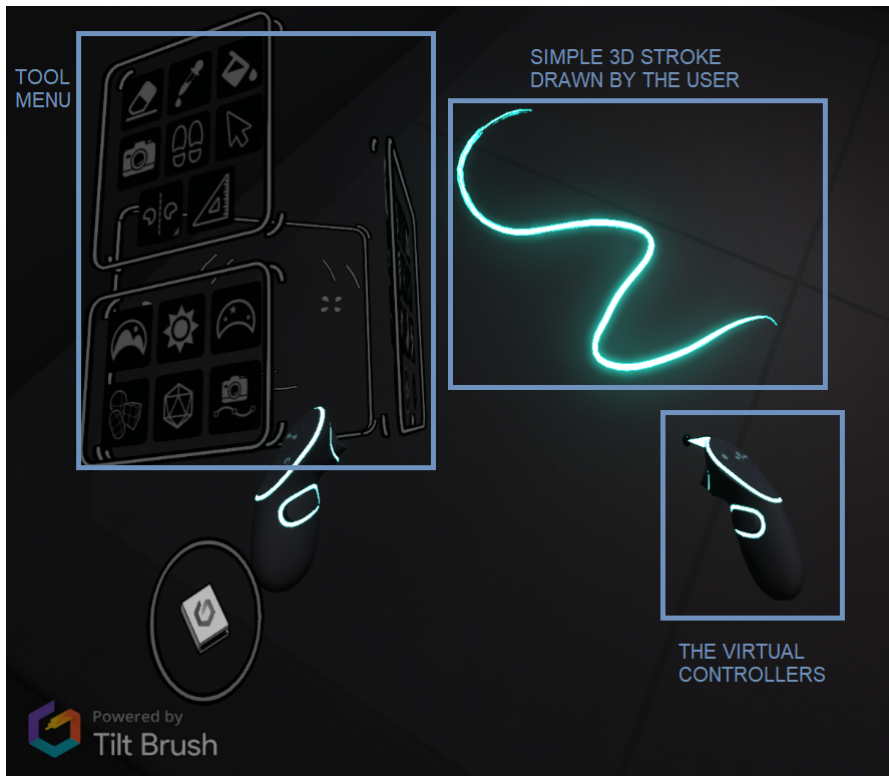 TOOL
MENU
SIMPLE 3D STROKE
DRAWN BY THE USER
THE VIRTUAL
CONTROLLERS
Powered by
Tilt Brush